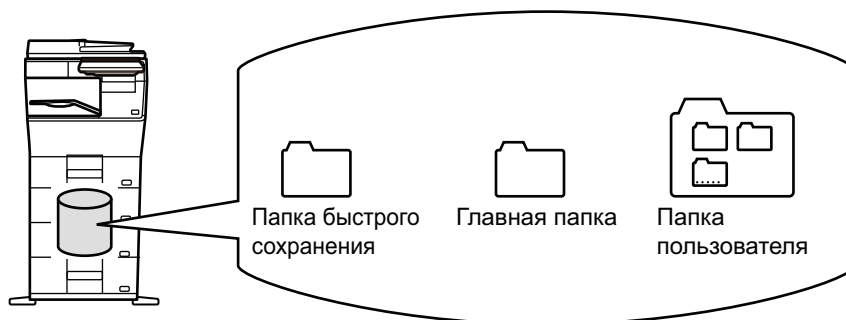 Папка быстрого
сохранения
Главная папка
Папка
пользователя